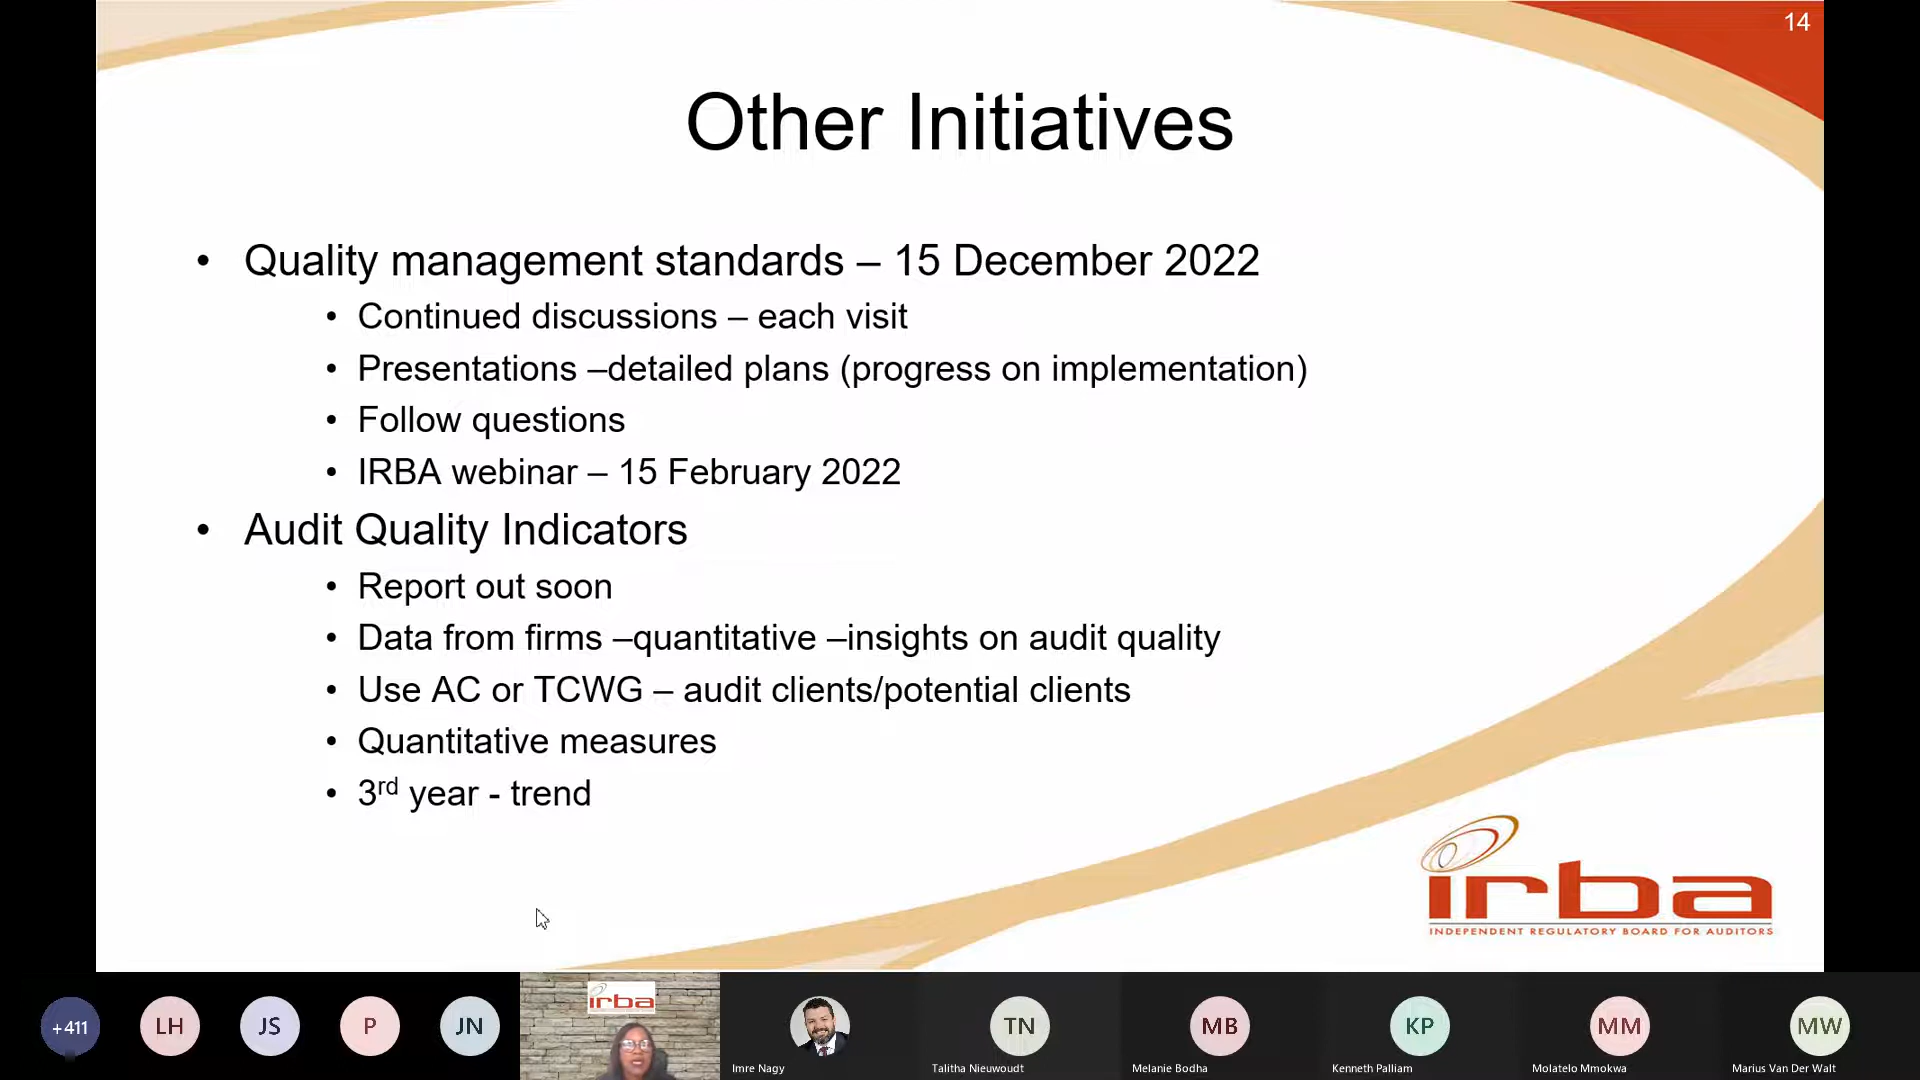 14
Other Initiatives
• Quality management standards – 15 December 2022
• Continued discussions – each visit
• Presentations –detailed plans (progress on implementation)
• Follow questions
• IRBA webinar – 15 February 2022
• Audit Quality Indicators
• Report out soon
• Data from firms –quantitative –insights on audit quality
• Use AC or TCWG – audit clients/potential clients
• Quantitative measures
• 3rd year - trend
irba
INDEPENDENT REGULATORY BOARD FOR AUDITORS
+411
LH
JS
P
JN
irba
Imre Nagy
TN
Talitha Nieuwoudt
MB
Melanie Bodha
KP
Kenneth Palliam
MM
Molatelo Mmokwa
MW
Marius Van Der Walt